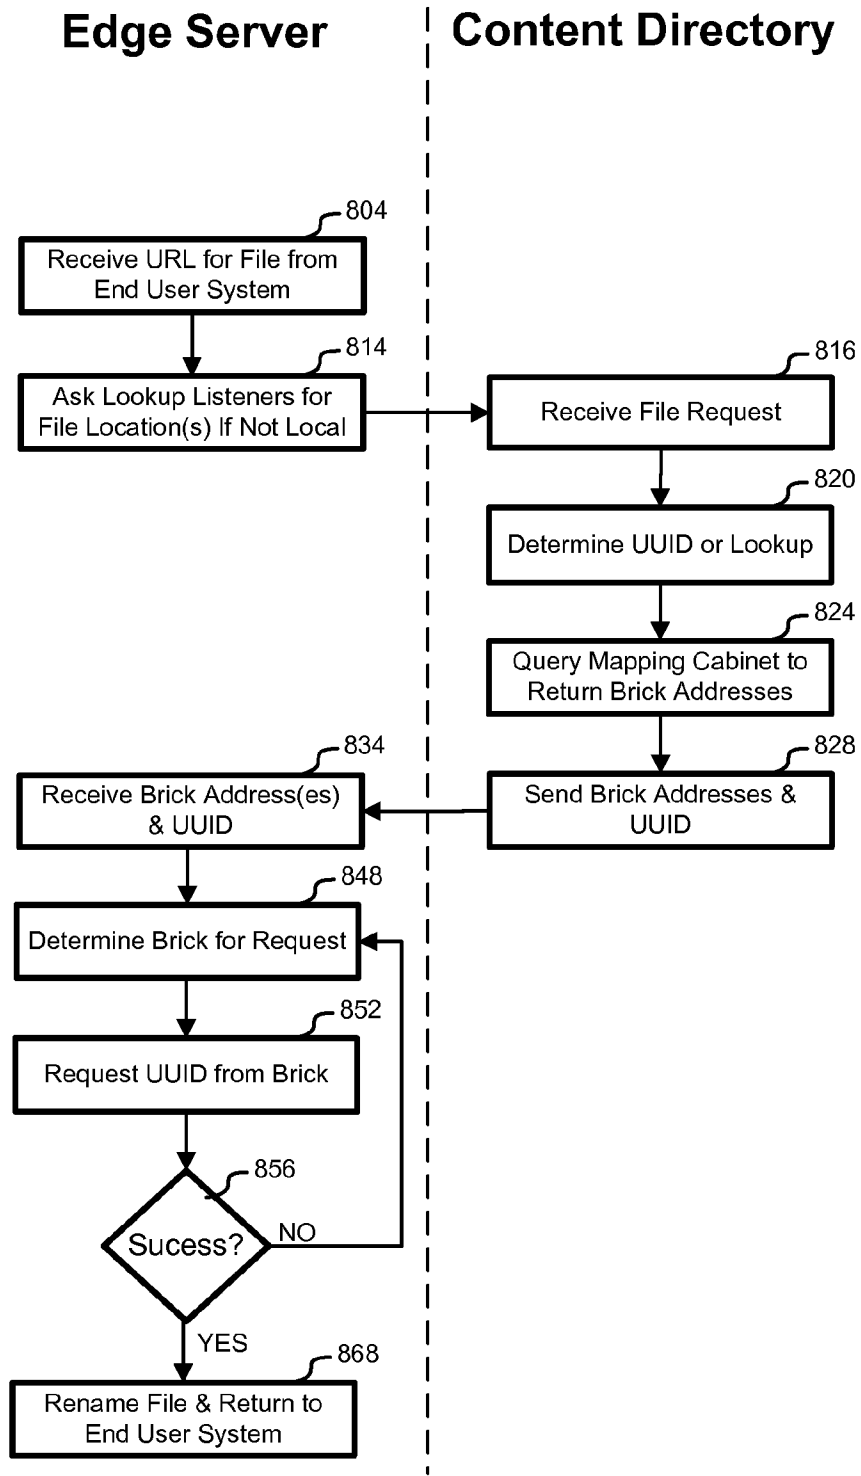 Edge Server
Content Directory
804
Receive URL for File from
End User System
814
Ask Lookup Listeners for
File Location(s) If Not Local
816
Receive File Request
820
Determine UUID or Lookup
824
Query Mapping Cabinet to
Return Brick Addresses
828
Send Brick Addresses &
UUID
834
Receive Brick Address(es)
& UUID
848
Determine Brick for Request
852
Request UUID from Brick
856
Sucess?
NO
YES
868
Rename File & Return to
End User System